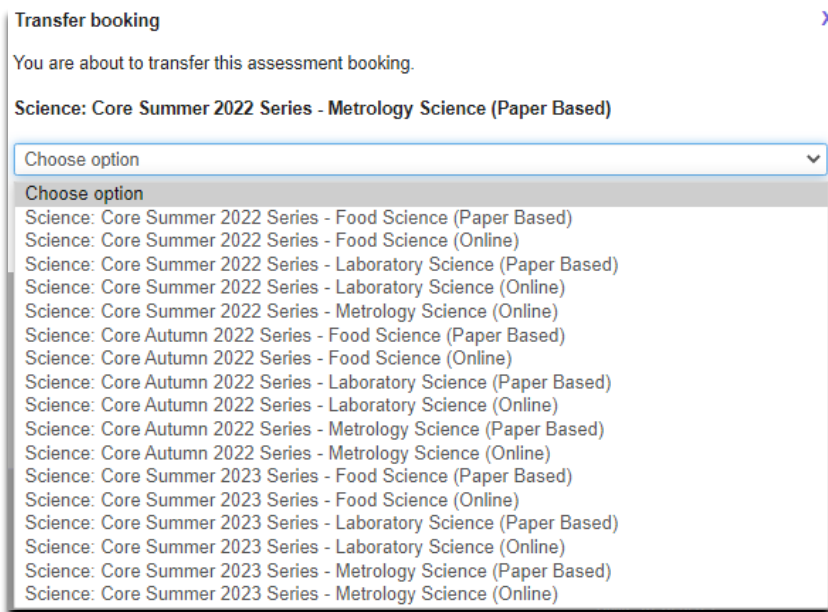 Transfer booking
You are about to transfer this assessment booking.
Science: Core Summer 2022 Series - Metrology Science (Paper Based)
Choose option
Choose option
Science: Core Summer 2022 Series - Food Science (Paper Based)
Science: Core Summer 2022 Series - Food Science (Online)
Science: Core Summer 2022 Series - Laboratory Science (Paper Based)
Science: Core Summer 2022 Series - Laboratory Science (Online)
Science: Core Summer 2022 Series - Metrology Science (Online)
Science: Core Autumn 2022 Series - Food Science (Paper Based)
Science: Core Autumn 2022 Series - Food Science (Online)
Science: Core Autumn 2022 Series - Laboratory Science (Paper Based)
Science: Core Autumn 2022 Series - Laboratory Science (Online)
Science: Core Autumn 2022 Series - Metrology Science (Paper Based)
Science: Core Autumn 2022 Series - Metrology Science (Online)
Science: Core Summer 2023 Series - Food Science (Paper Based)
Science: Core Summer 2023 Series - Food Science (Online)
Science: Core Summer 2023 Series - Laboratory Science (Paper Based)
Science: Core Summer 2023 Series - Laboratory Science (Online)
Science: Core Summer 2023 Series - Metrology Science (Paper Based)
Science: Core Summer 2023 Series - Metrology Science (Online)